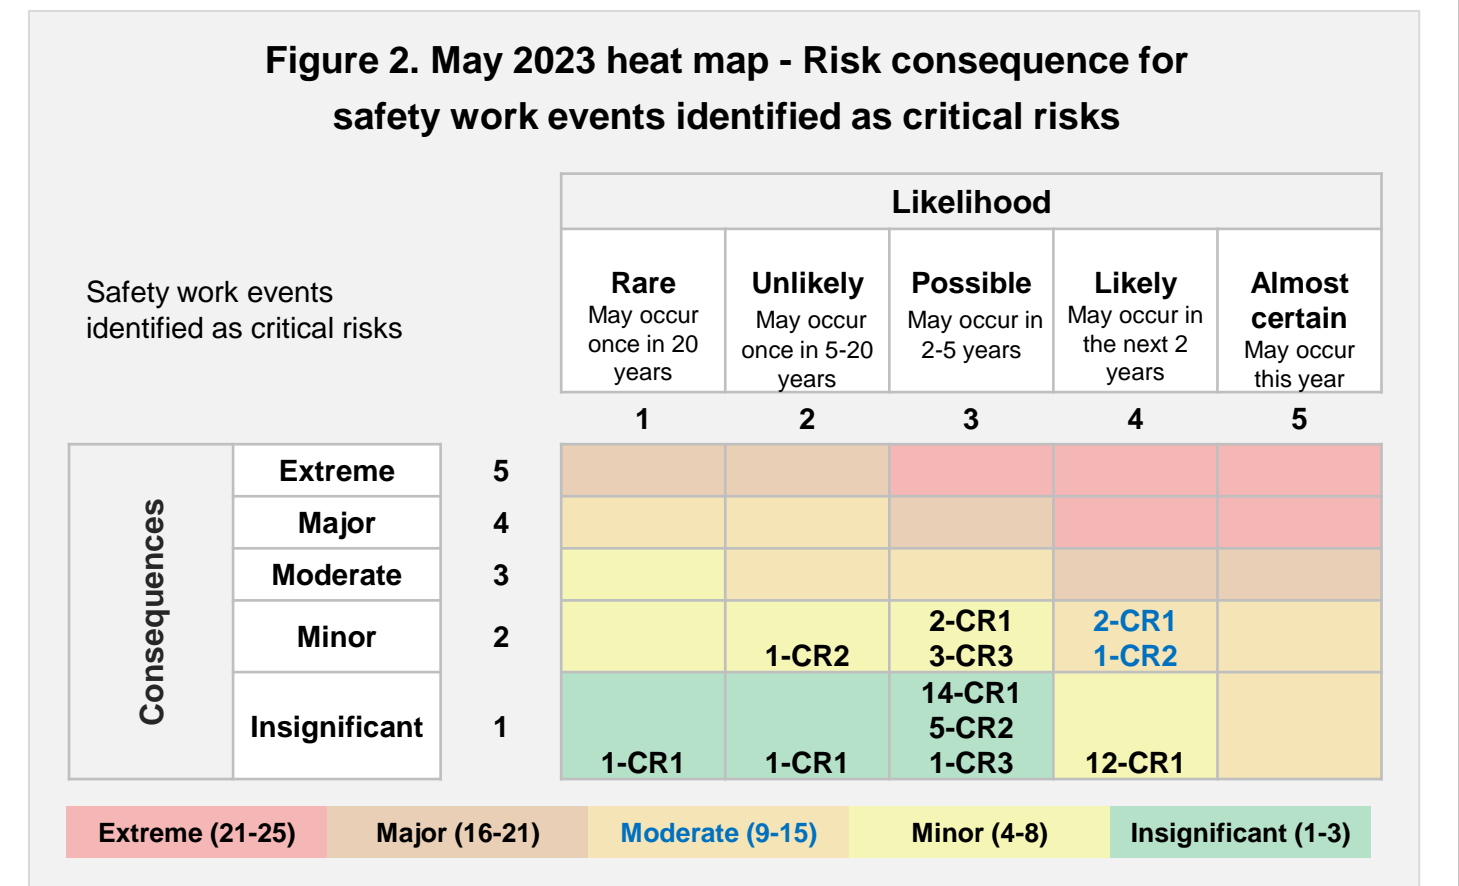 Figure 2. May 2023 heat map - Risk consequence for
safety work events identified as critical risks
Likelihood
Safety work events
identified as critical risks
Rare
May occur
once in 20
years
Unlikely
May occur
once in 5-20
years
Possible
May occur in
2-5 years
Likely
May occur in
the next 2
years
Almost
certain
May occur
this year
1 2 3 4 5
Consequences
Extreme 5
Major 4
Moderate 3
Minor 2
1-CR2
2-CR1
3-CR3
2-CR1
1-CR2
Insignificant 1
1-CR1
1-CR1
14-CR1
5-CR2
1-CR3
12-CR1
Extreme (21-25) Major (16-21) Moderate (9-15) Minor (4-8) Insignificant (1-3)